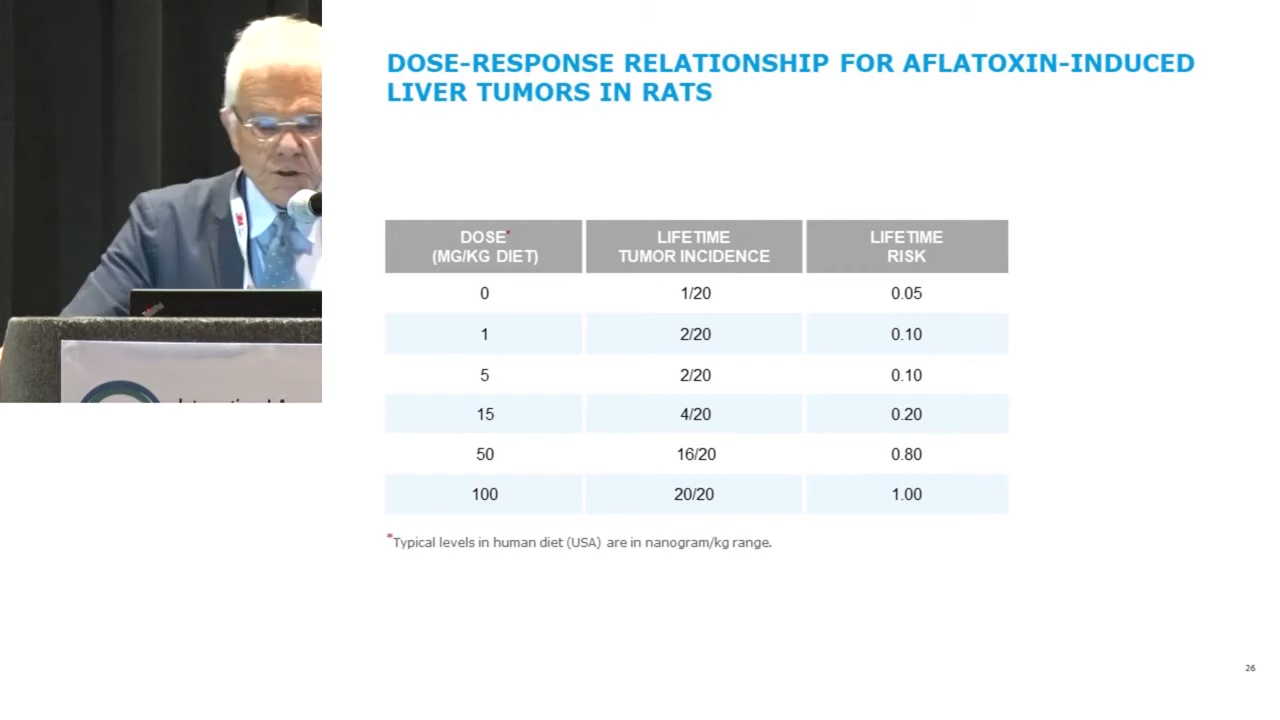 DOSE-RESPONSE RELATIONSHIP FOR AFLATOXIN-INDUCED
LIVER TUMORS IN RATS
DOSE* LIFETIME LIFETIME
(MG/KG DIET) TUMOR INCIDENCE RISK
0 1/20 0.05
1 2/20 0.10
5 2/20 0.10
15 4/20 0.20
50 16/20 0.80
100 20/20 1.00
*Typical levels in human diet (USA) are in nanogram/kg range.
26